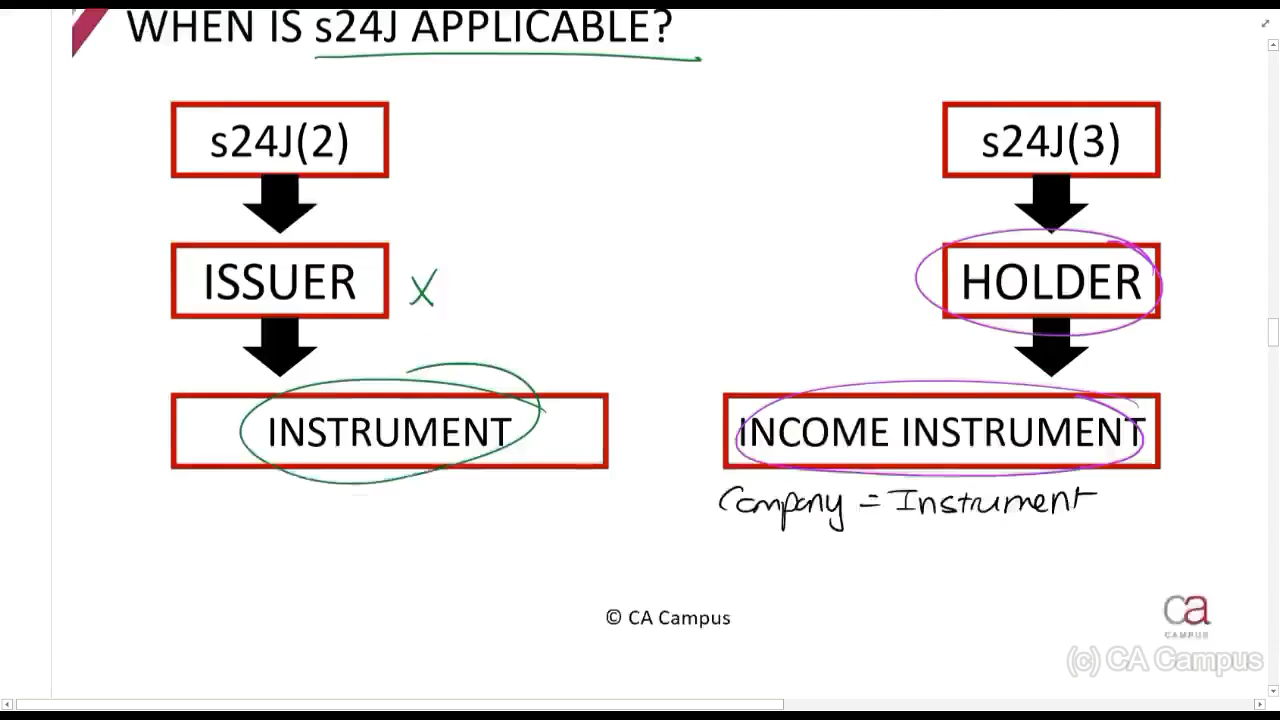 WHEN IS s24J APPLICABLE?
s24J(2)
s24J(3)
ISSUER X
HOLDER
INSTRUMENT
INCOME INSTRUMENT
Company = Instrument
© CA Campus
ca
CAMPUS
(c) CA Campus